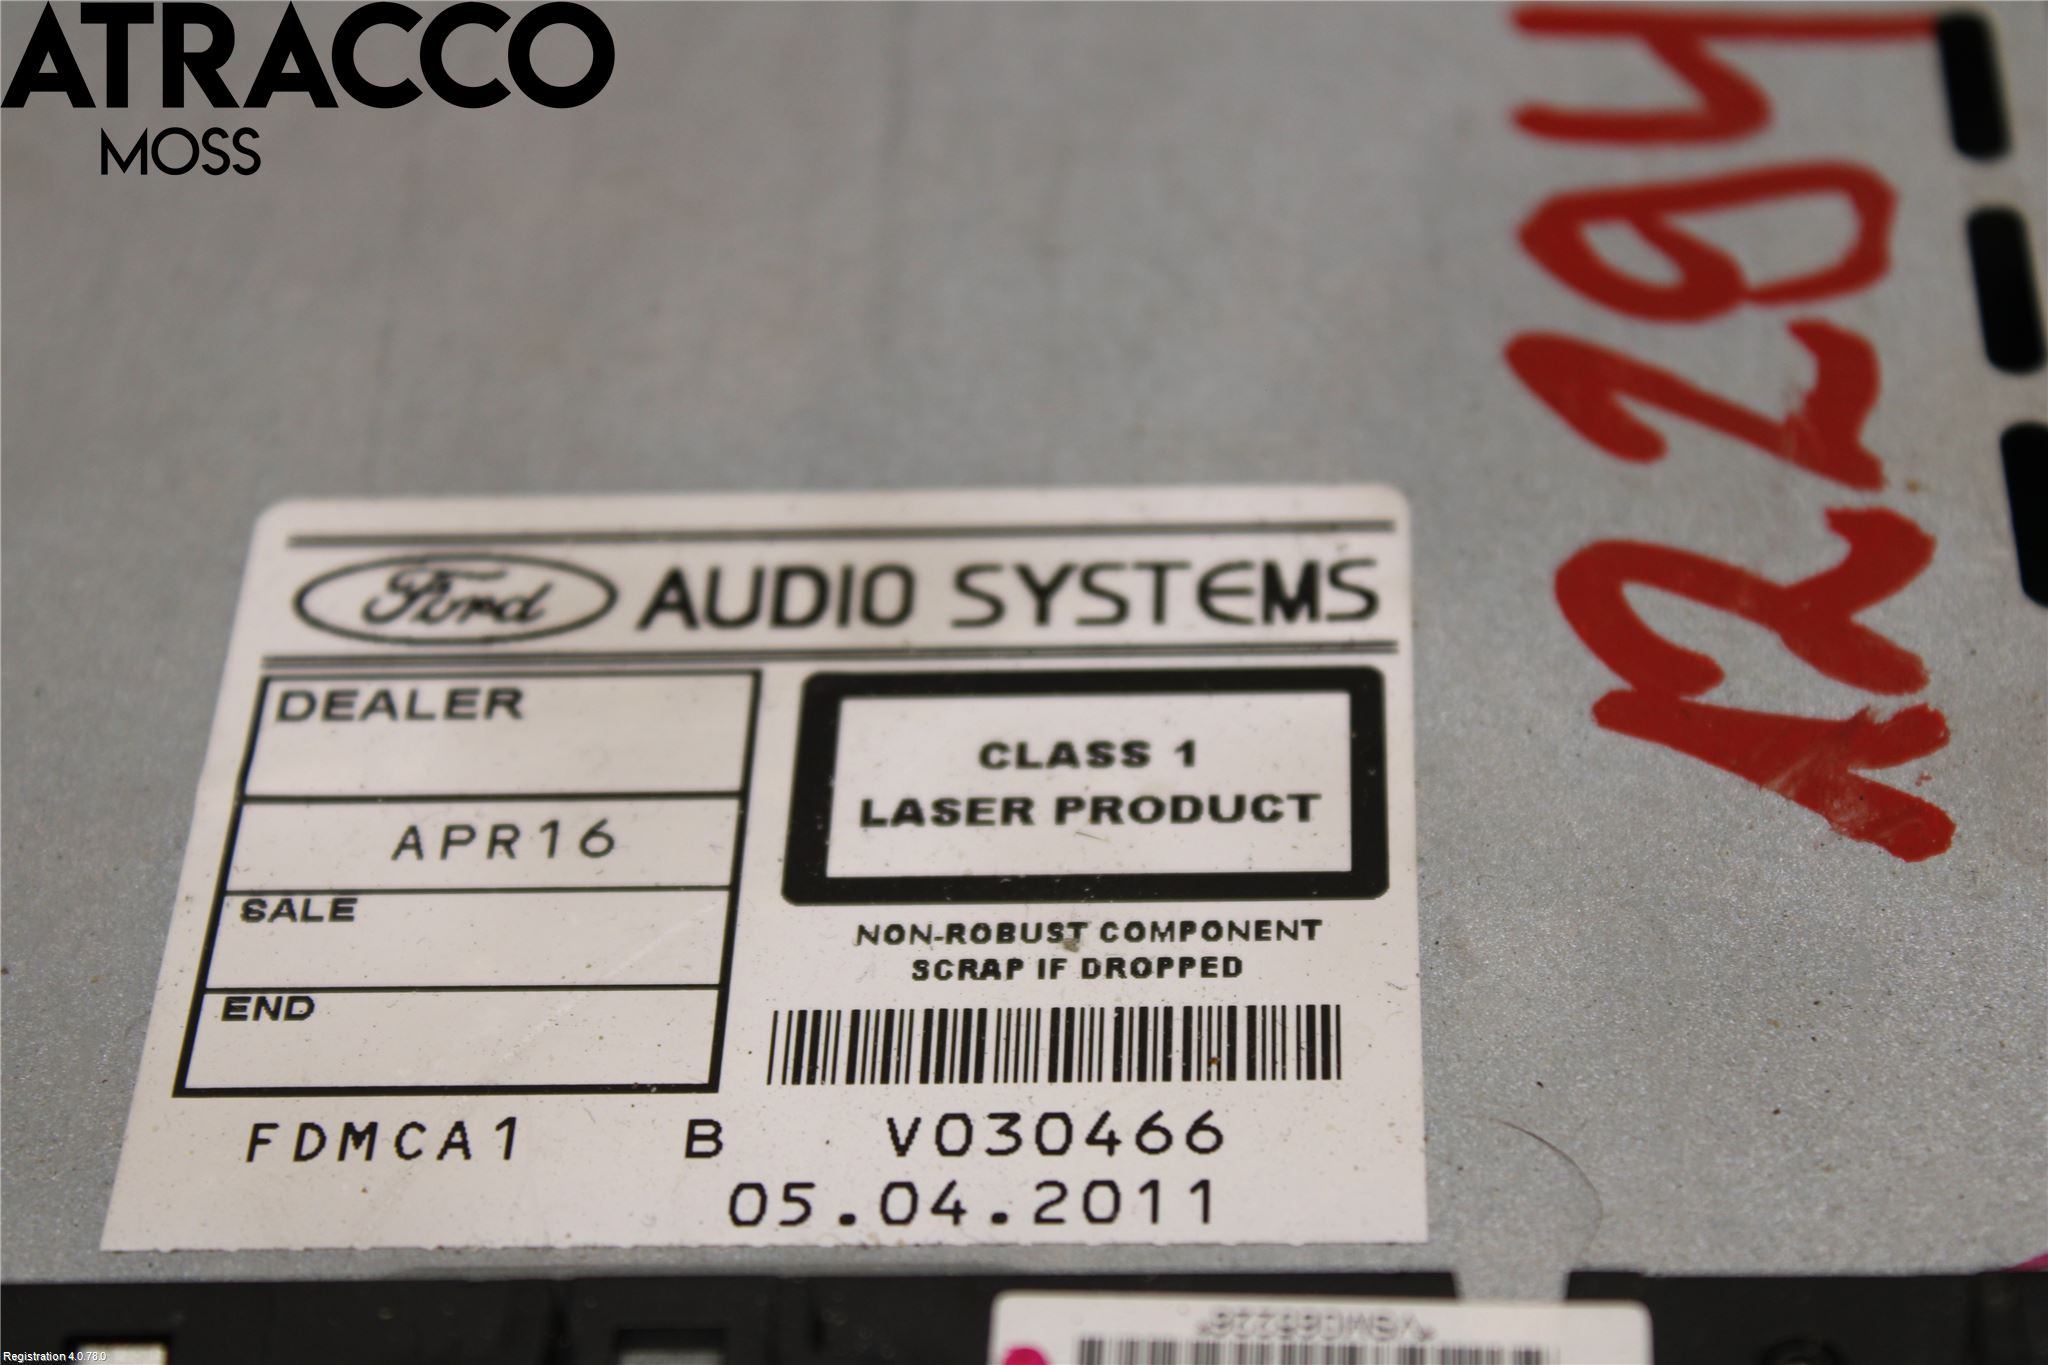 ATRACCO
MOSS
Ford AUDIO SYSTEMS
DEALER
APR16
SALE
END
CLASS 1
LASER PRODUCT
NON-ROBUST COMPONENT
SCRAP IF DROPPED
FDMCA1 B V030466
05.04.2011
Registration 4.0.78.0